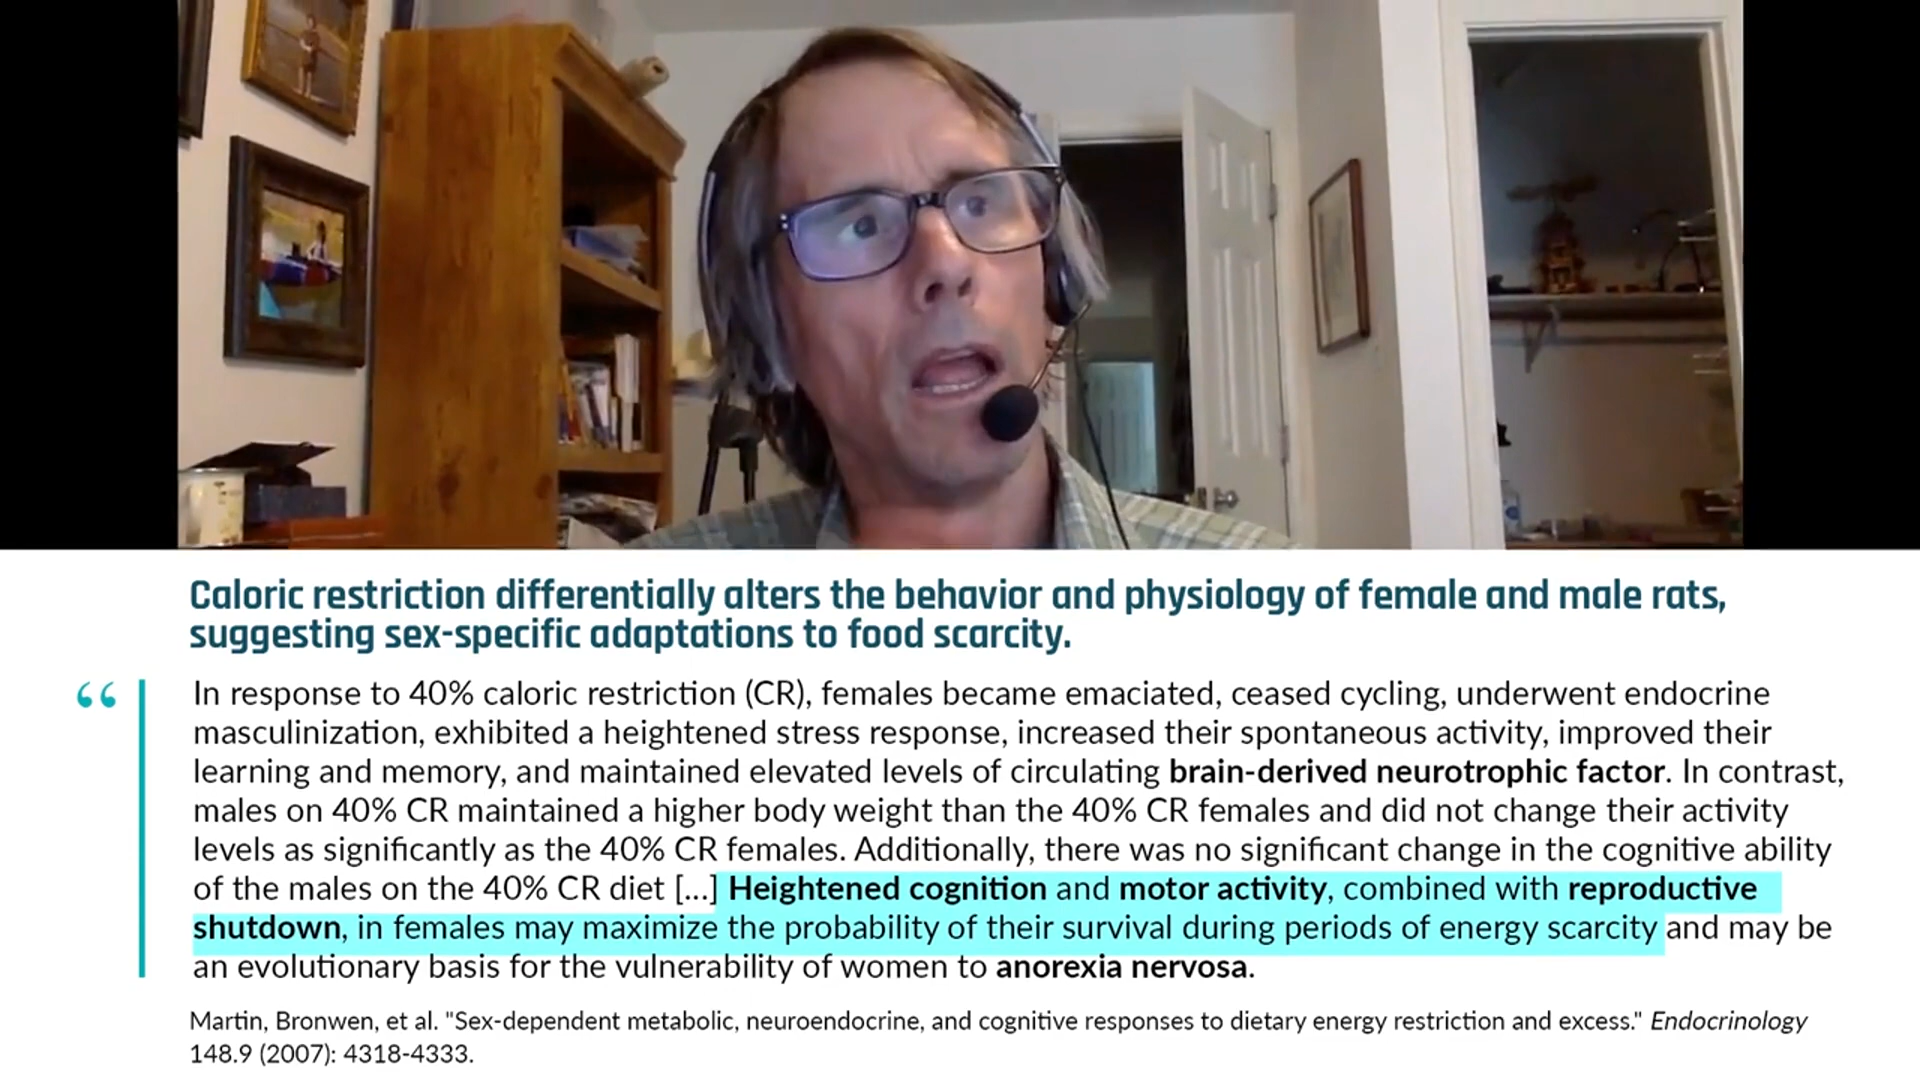 Caloric restriction differentially alters the behavior and physiology of female and male rats,
suggesting sex-specific adaptations to food scarcity.
“
In response to 40% caloric restriction (CR), females became emaciated, ceased cycling, underwent endocrine
masculinization, exhibited a heightened stress response, increased their spontaneous activity, improved their
learning and memory, and maintained elevated levels of circulating brain-derived neurotrophic factor. In contrast,
males on 40% CR maintained a higher body weight than the 40% CR females and did not change their activity
levels as significantly as the 40% CR females. Additionally, there was no significant change in the cognitive ability
of the males on the 40% CR diet [...] Heightened cognition and motor activity, combined with reproductive
shutdown, in females may maximize the probability of their survival during periods of energy scarcity and may be
an evolutionary basis for the vulnerability of women to anorexia nervosa.
Martin, Bronwen, et al. "Sex-dependent metabolic, neuroendocrine, and cognitive responses to dietary energy restriction and excess." Endocrinology
148.9 (2007): 4318-4333.